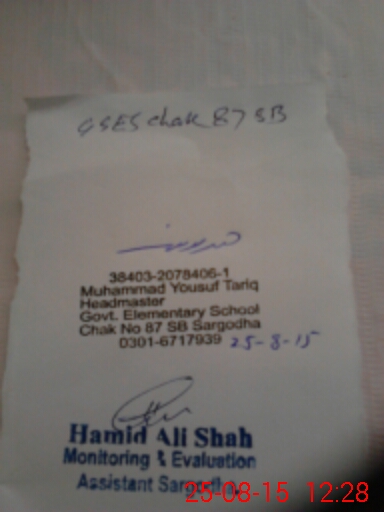 GSES chak 87 SB
38403-2078406-1
Muhammad Yousuf Tariq
Headmaster
Govt. Elementary School
Chak No 87 SB Sargodha
0301-6717939 25-8-15
Hamid Ali Shah
Monitoring & Evaluation
Assistant Sargodha
25-08-15 12:28